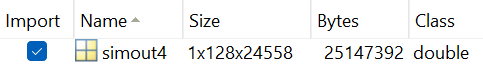 Import Name Size Bytes Class
simout4 1x128x24558 25147392 double